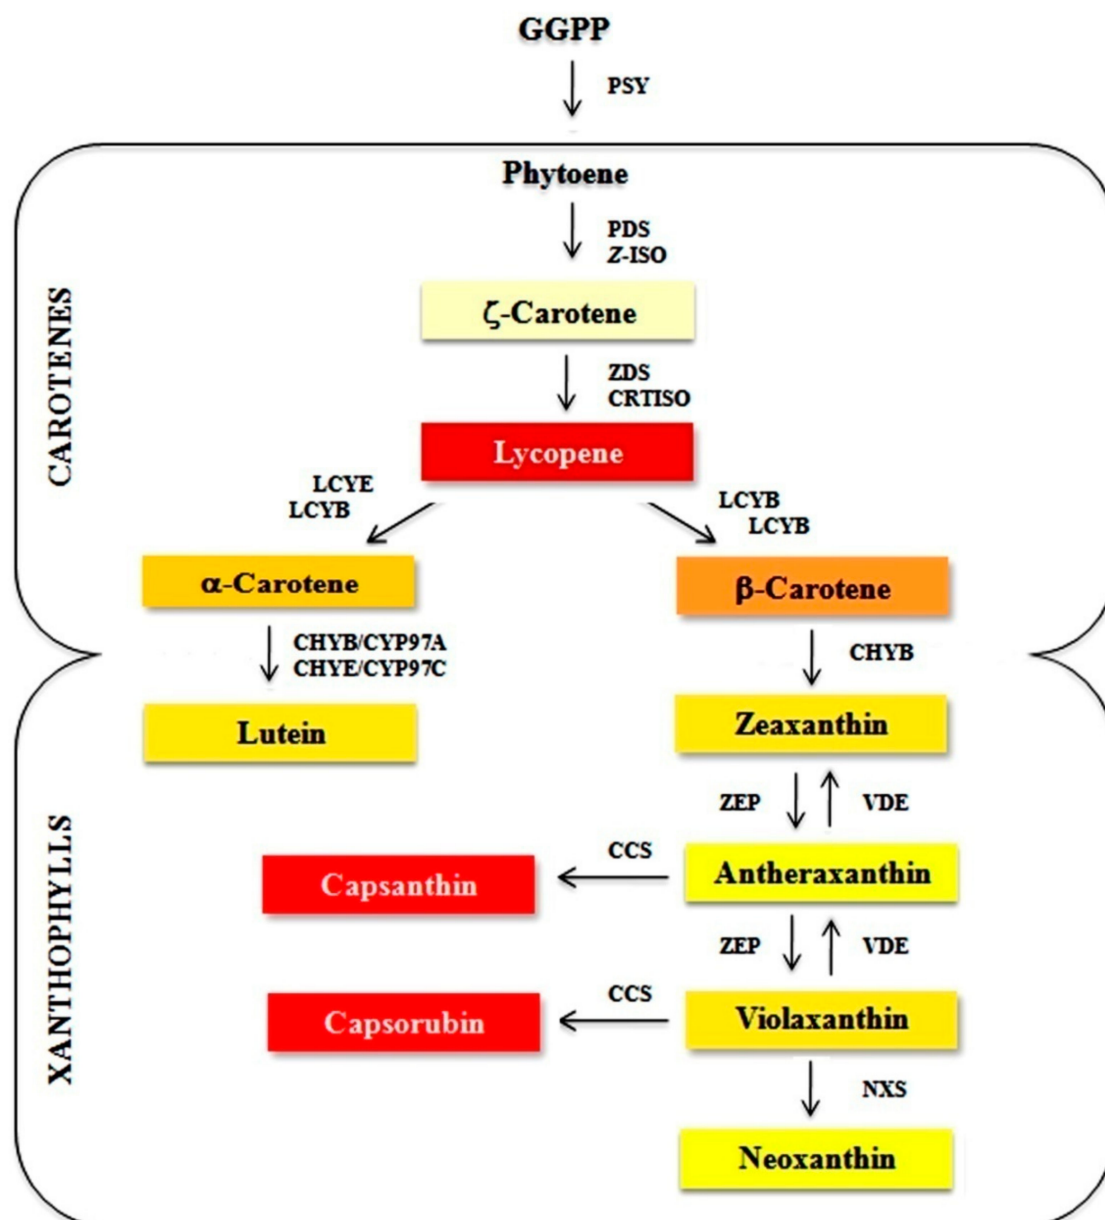 GGPP
PSY
CAROTENES
Phytoene
PDS
Z-ISO
ζ-Carotene
ZDS
CRTISO
Lycopene
LCYE
LCYB
LCYB
LCYB
α-Carotene
β-Carotene
CHYB/CYP97A
CHYE/CYP97C
CHYB
XANTHOPHYLLS
Lutein
Zeaxanthin
ZEP
VDE
CCS
Capsanthin
Antheraxanthin
ZEP
VDE
CCS
Capsorubin
Violaxanthin
NXS
Neoxanthin